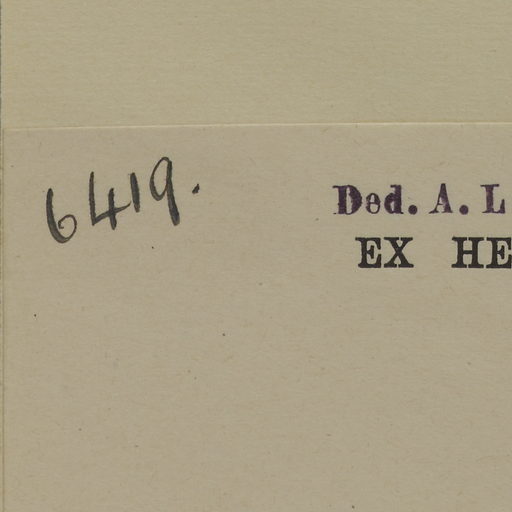 6419.
Ded. A. L
EX HE